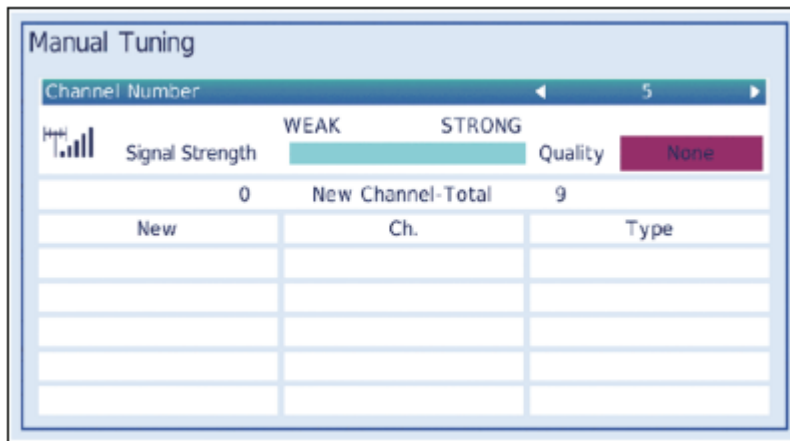 Manual Tuning
Channel Number 5
WEAK STRONG
Signal Strength Quality None
0 New Channel-Total 9
New Ch. Type